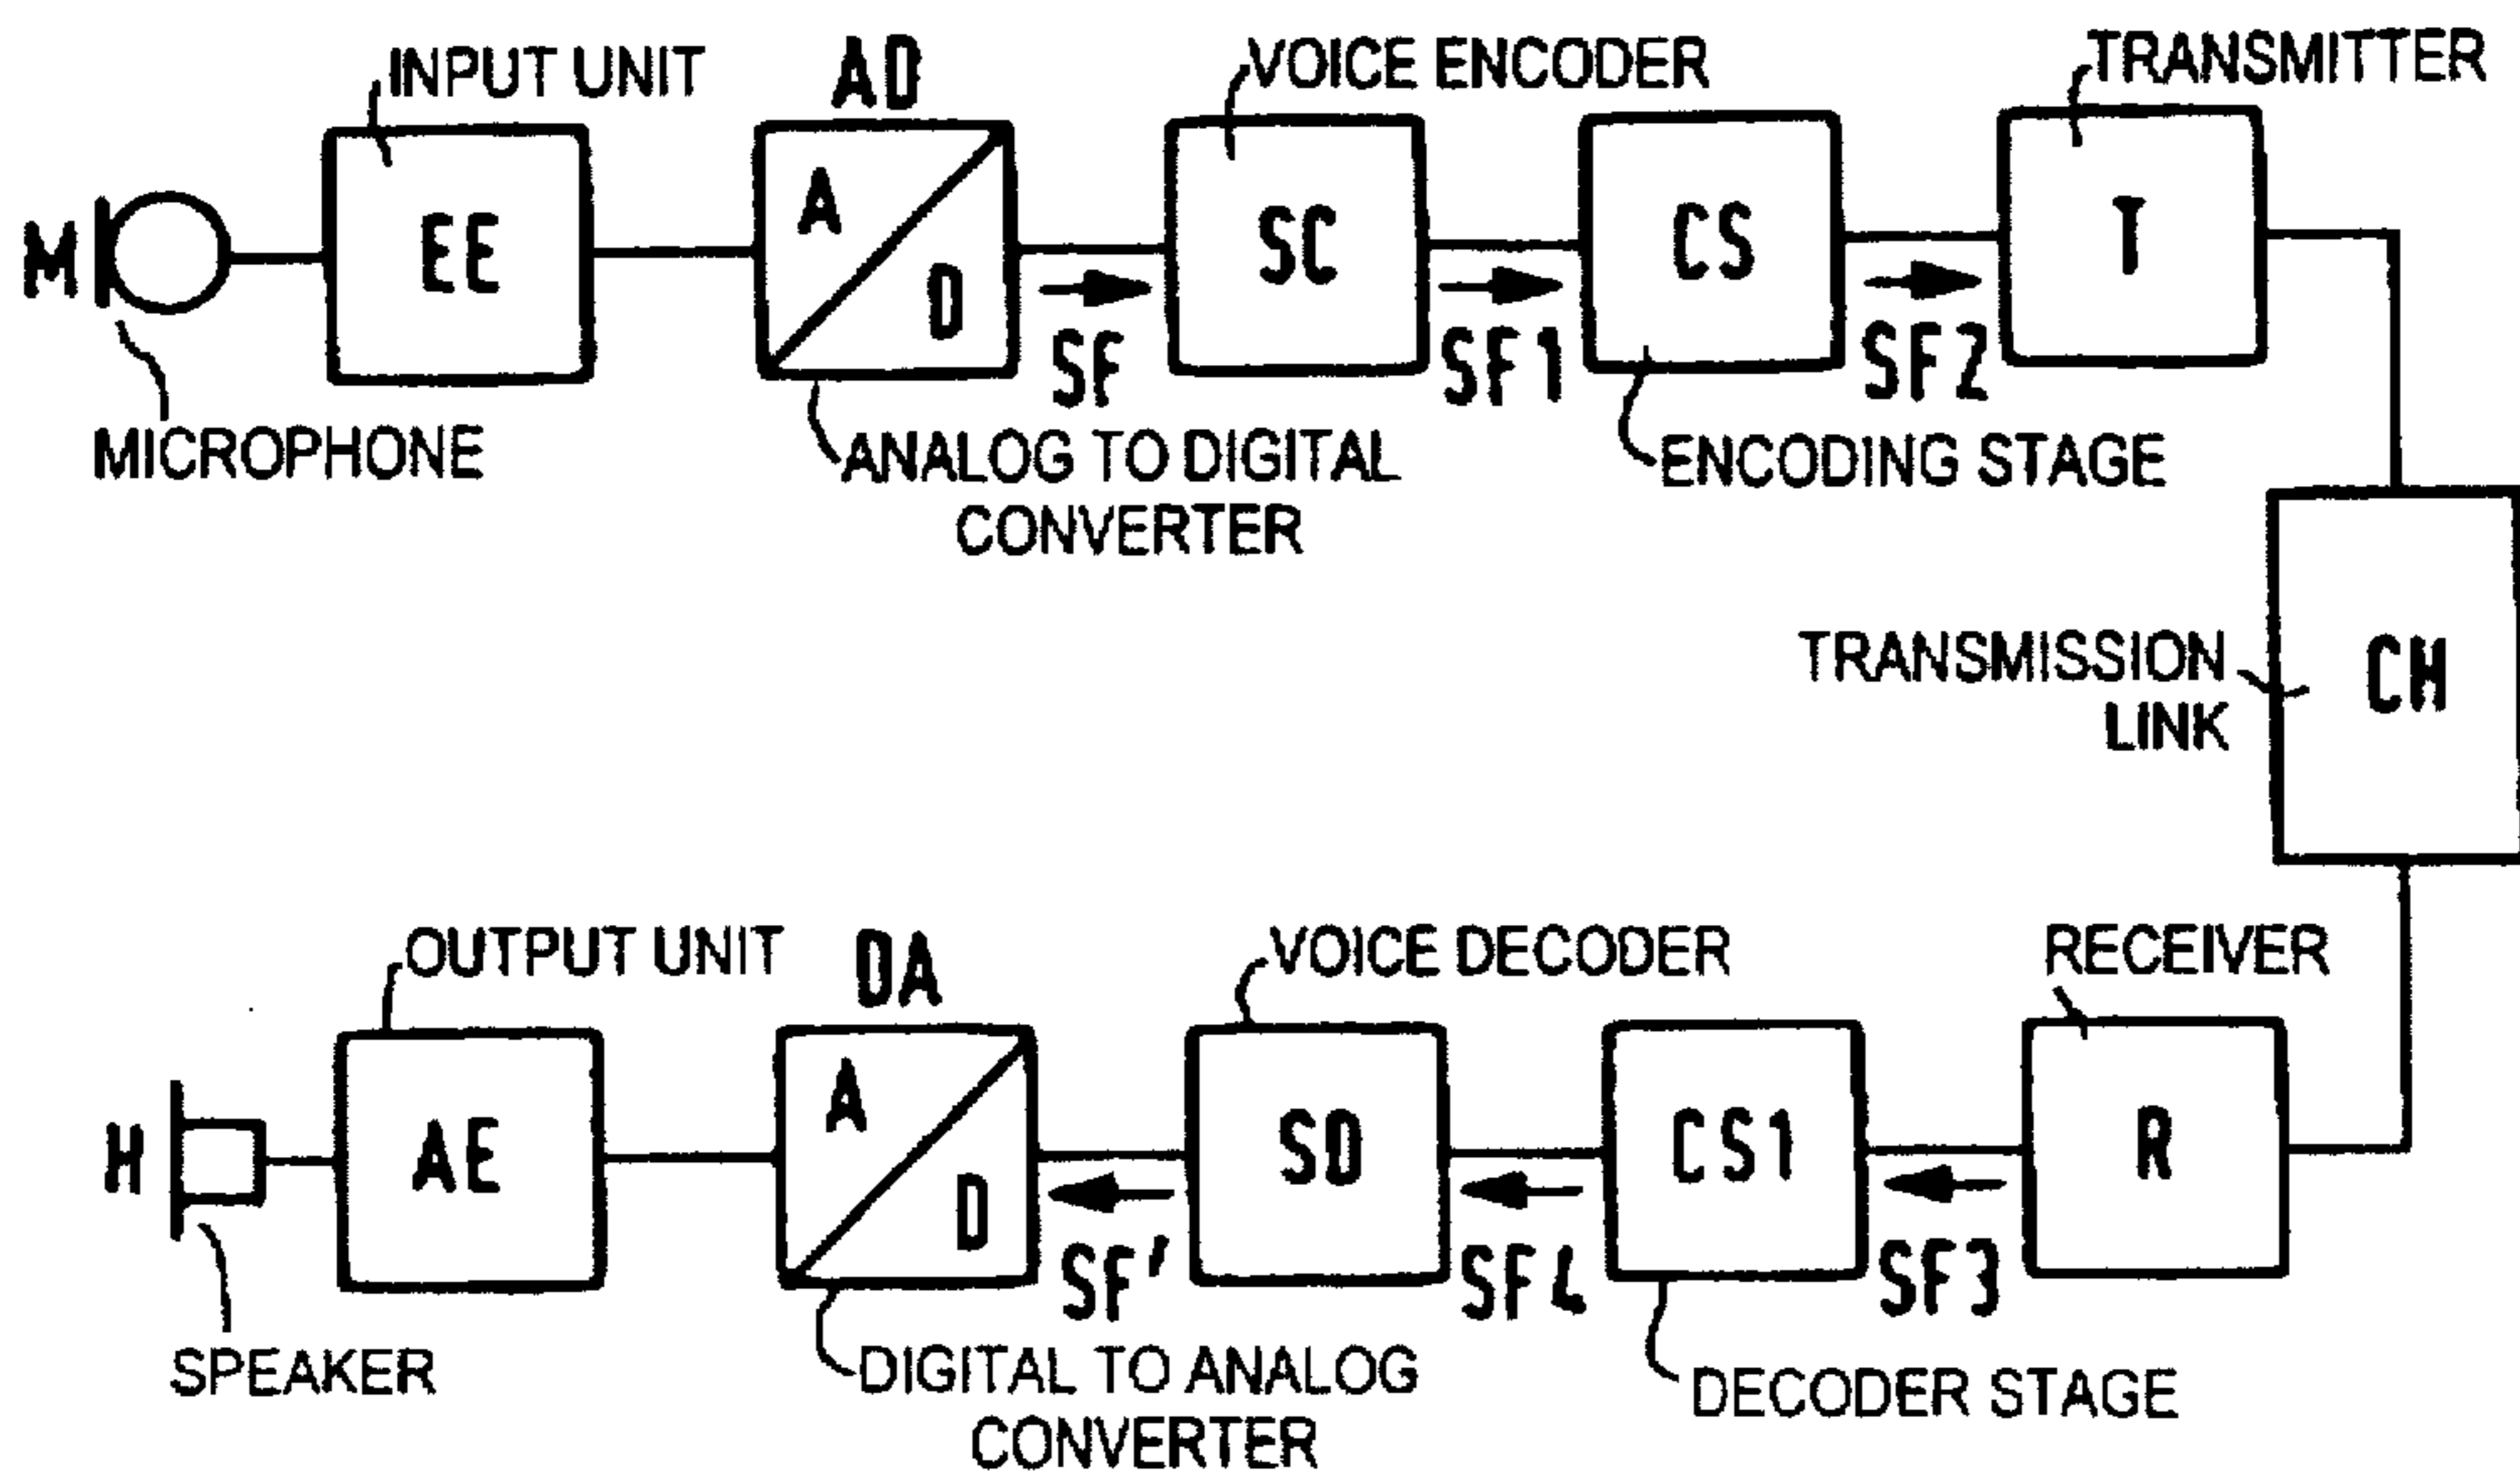 INPUT UNIT
AD
VOICE ENCODER
TRANSMITTER
M
EE
A
D
SC
CS
T
SF
SF1
SF2
MICROPHONE
ANALOG TO DIGITAL
CONVERTER
ENCODING STAGE
TRANSMISSION
LINK
CH
OUTPUT UNIT
DA
VOICE DECODER
RECEIVER
H
AE
A
D
SD
CS1
R
SF'
SF4
SF3
SPEAKER
DIGITAL TO ANALOG
CONVERTER
DECODER STAGE